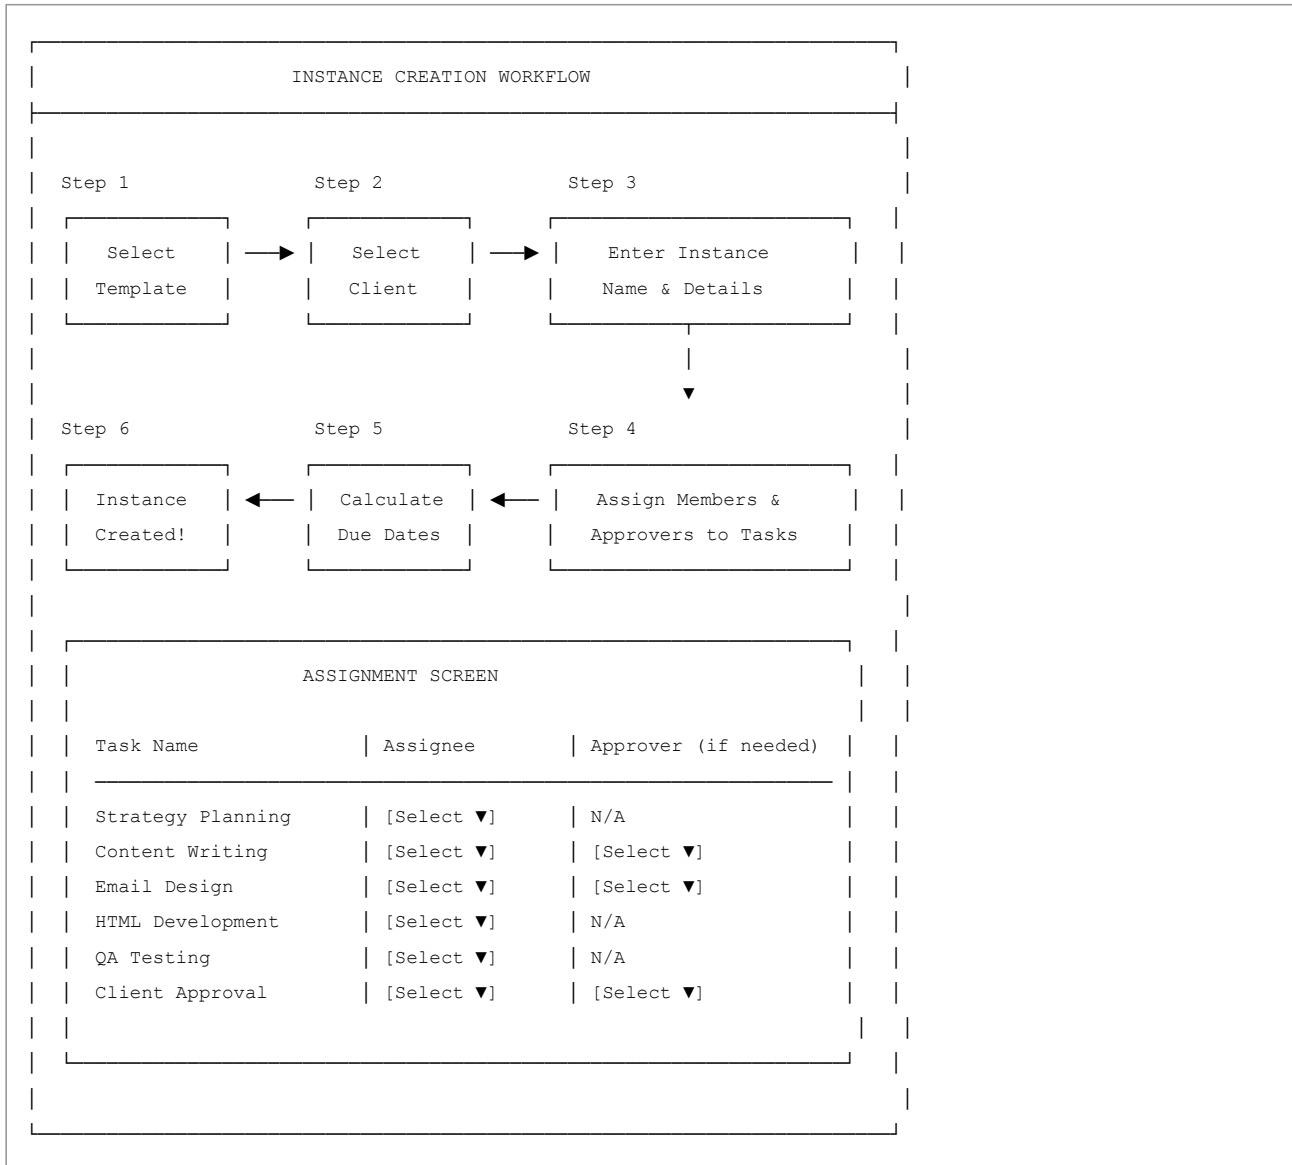 INSTANCE CREATION WORKFLOW
Step 1 Step 2 Step 3
Select Select Enter Instance
Template Client Name & Details
Step 6 Step 5 Step 4
Instance Calculate Assign Members &
Created! Due Dates Approvers to Tasks
ASSIGNMENT SCREEN
Task Name Assignee Approver (if needed)
Strategy Planning [Select ▼] N/A
Content Writing [Select ▼] [Select ▼]
Email Design [Select ▼] [Select ▼]
HTML Development [Select ▼] N/A
QA Testing [Select ▼] N/A
Client Approval [Select ▼] [Select ▼]